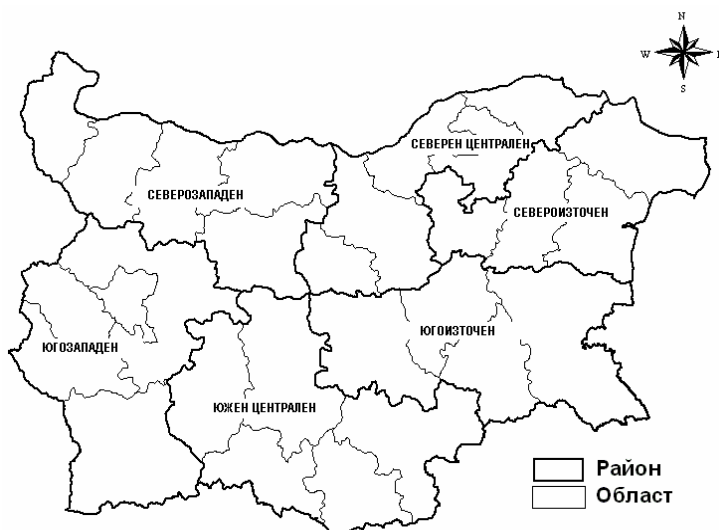 N
W
S
СЕВЕРЕН ЦЕНТРАЛЕН
СЕВЕРОЗАПАДЕН
СЕВЕРОИЗТОЧЕН
ЮГОИЗТОЧЕН
ЮГОЗАПАДЕН
ЮЖЕН ЦЕНТРАЛЕН
Район
Област